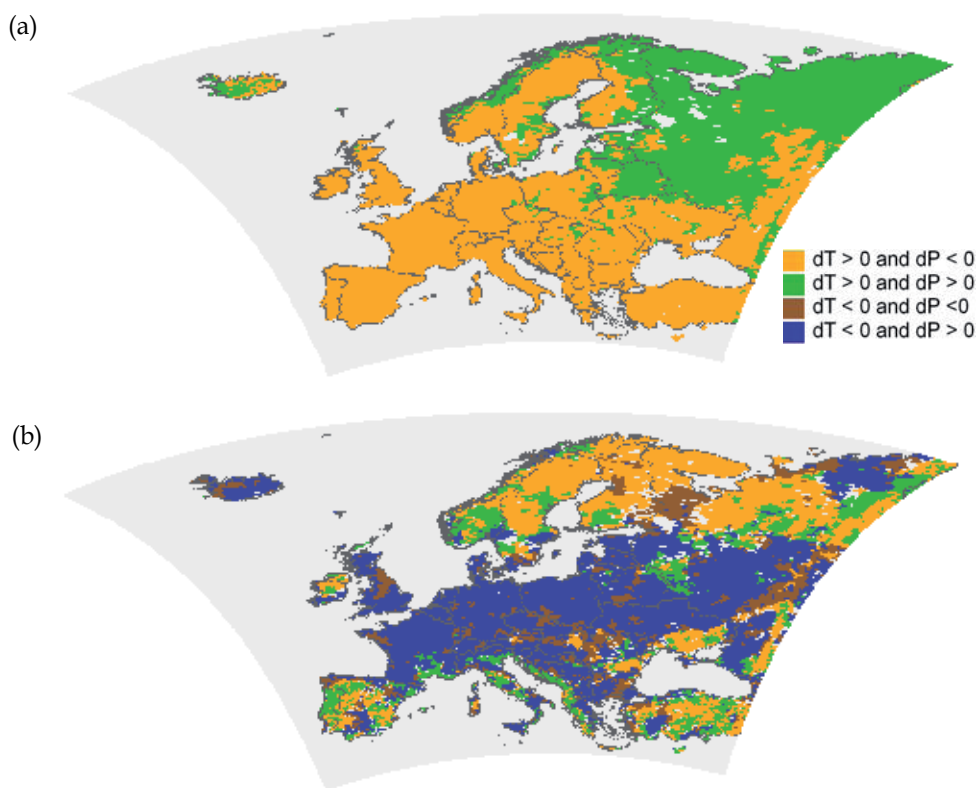 (a)
dT > 0 and dP < 0
dT > 0 and dP > 0
dT < 0 and dP <0
dT < 0 and dP > 0
(b)